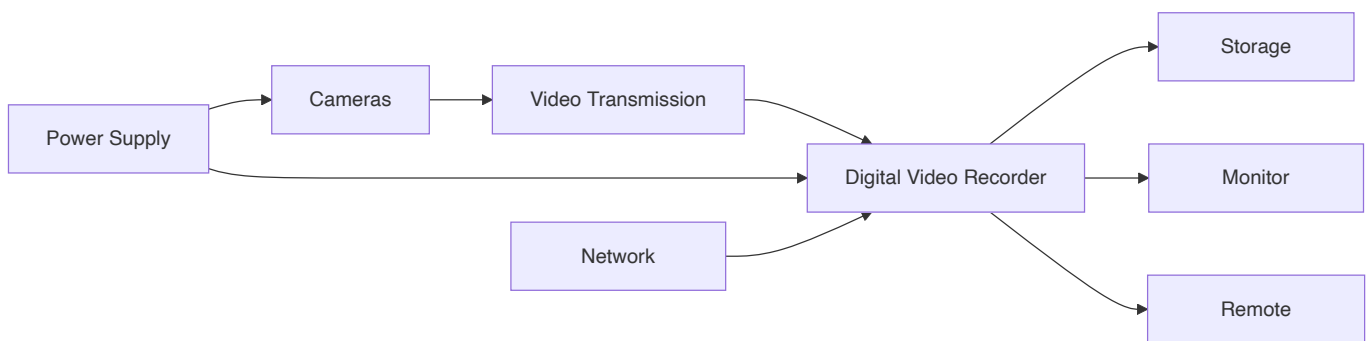 Storage
Cameras
Video Transmission
Power Supply
Digital Video Recorder
Monitor
Network
Remote